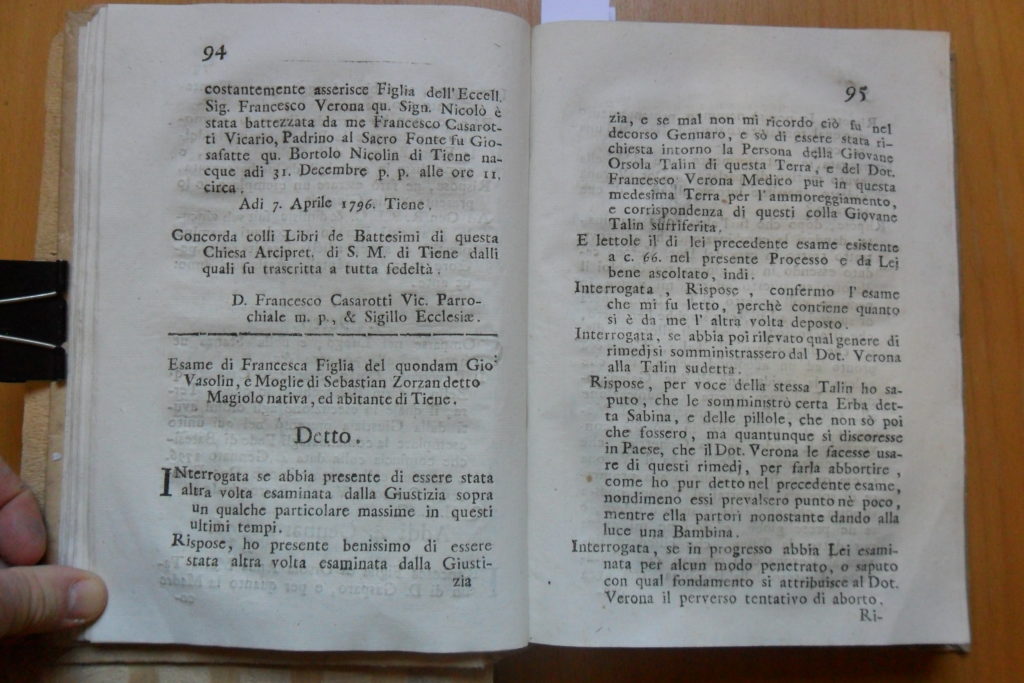 94
costantemente asserisce Figlia dell'Eccell.
Sig. Francesco Verona qu. Sign. Nicolò è
stata battezzata da me Francesco Casarot-
ti Vicario, Padrino al Sacro Fonte fu Gio-
safatte qu. Bortolo Nicolin di Tiene na-
cque adi 31. Decembre p. p. alle ore 11.
circa.
Adi 7. Aprile 1796. Tiene.
Concorda colli Libri de Battesimi di questa
Chiesa Arcipret. di S. M. di Tiene dalli
quali fu trascritta a tutta fedeltà.
D. Francesco Casarotti Vic. Parro-
chiale m. p., & Sigillo Ecclesiæ.
Esame di Francesca Figlia del quondam Gio:
Vasolin, e Moglie di Sebastian Zorzan detto
Magiolo nativa, ed abitante di Tiene.
Detto.
INterrogata se abbia presente di essere stata
altra volta esaminata dalla Giustizia sopra
un qualche particolare massime in questi
ultimi tempi.
Rispose, ho presente benissimo di essere
stata altra volta esaminata dalla Giusti-
zia
95
zia, e se mal non mi ricordo ciò fu nel
decorso Gennaro, e sò di essere stata ri-
chiesta intorno la Persona della Giovane
Orsola Talin di questa Terra, e del Dot.
Francesco Verona Medico pur in questa
medesima Terra per l'ammoreggiamento,
e corrispondenza di questi colla Giovane
Talin surriferita.
E lettole il di lei precedente esame esistente
a c. 66. nel presente Processo e da Lei
bene ascoltato, indi.
Interrogata, Rispose, confermo l'esame
che mi fu letto, perchè contiene quanto
si è da me l'altra volta deposto.
Interrogata, se abbia poi rilevato qual genere di
rimedj si somministrassero dal Dot. Verona
alla Talin sudetta.
Rispose, per voce della stessa Talin ho sa-
puto, che le somministrò certa Erba det-
ta Sabina, e delle pillole, che non sò poi
che fossero, ma quantunque si discoresse
in Paese, che il Dot. Verona le facesse usa-
re di questi rimedj, per farla abbortire,
come ho pur detto nel precedente esame,
nondimeno essi prevalsero punto nè poco,
mentre ella partorì nonostante dando alla
luce una Bambina.
Interrogata, se in progresso abbia Lei esami-
nata per alcun modo penetrato, o saputo
con qual fondamento si attribuisce al Dot.
Verona il perverso tentativo di aborto.
Ri-